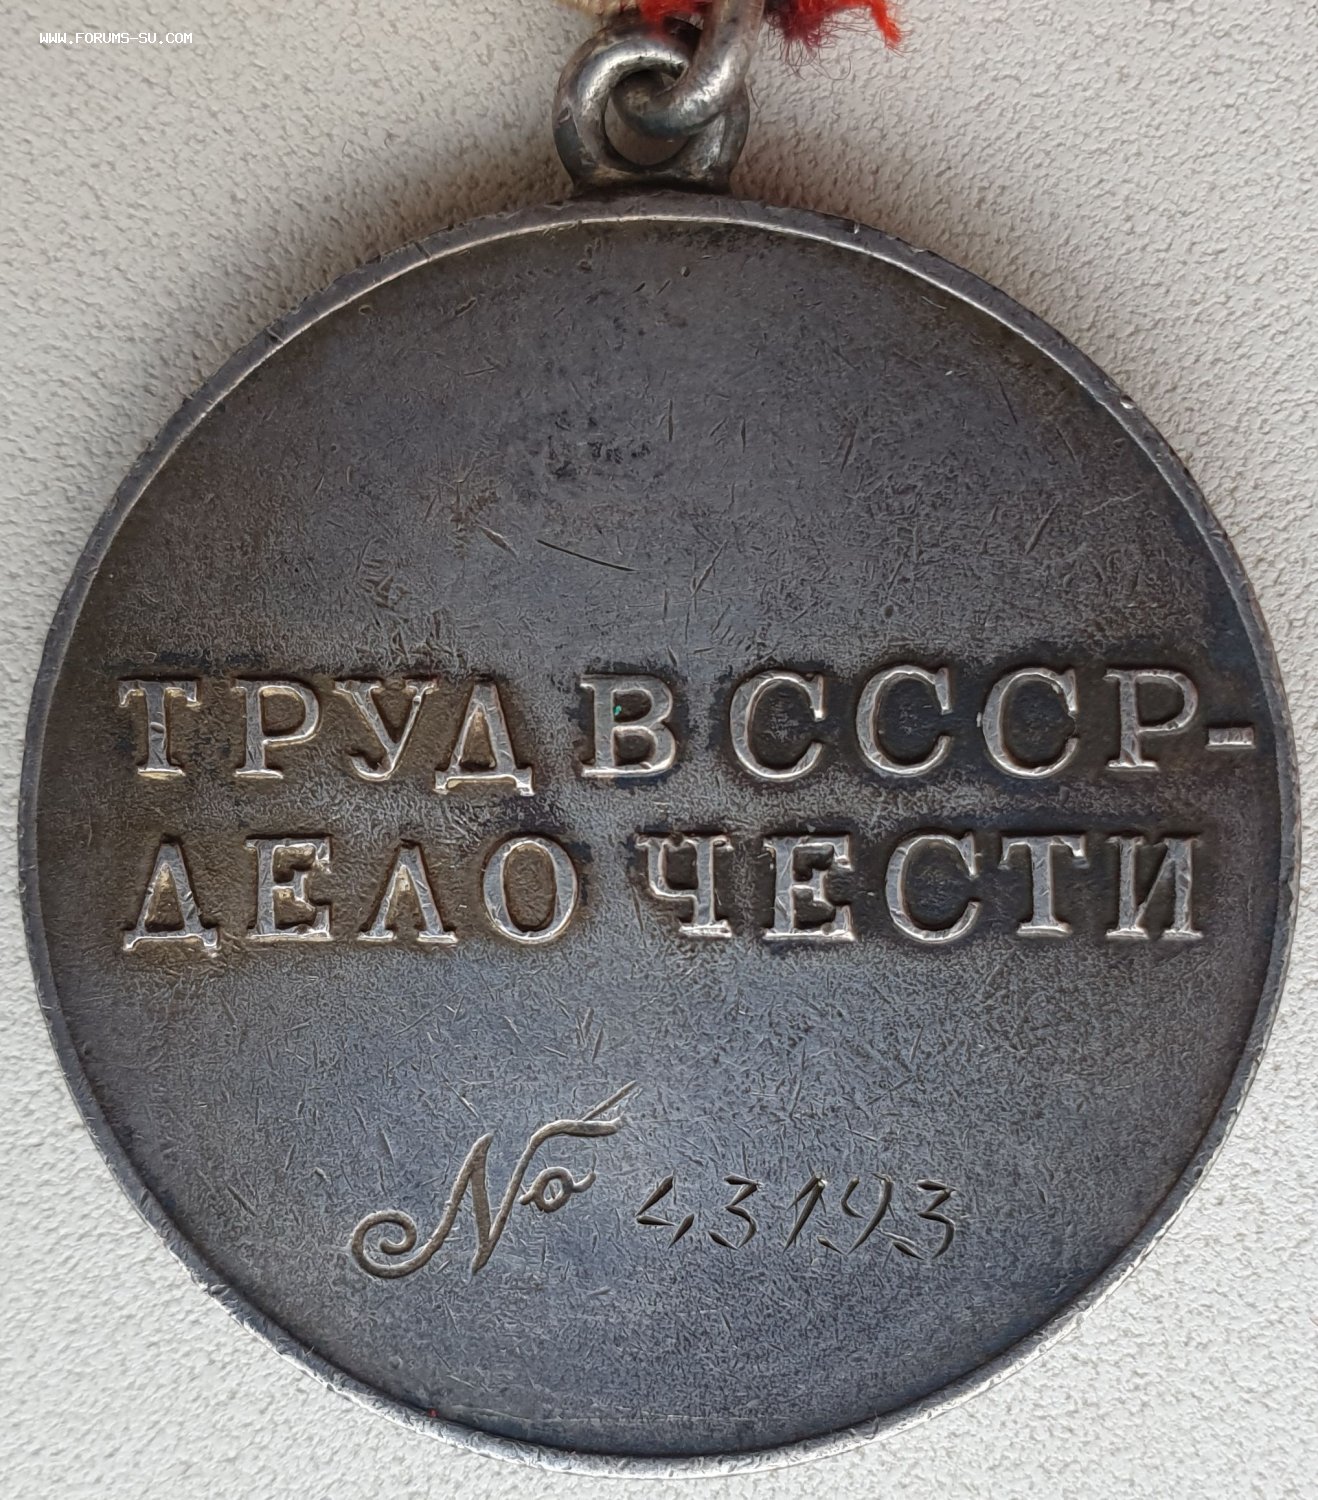 WWW.FORUMS-SU.COM
ТРУД В СССР-
ДЕЛО ЧЕСТИ
№ 43193